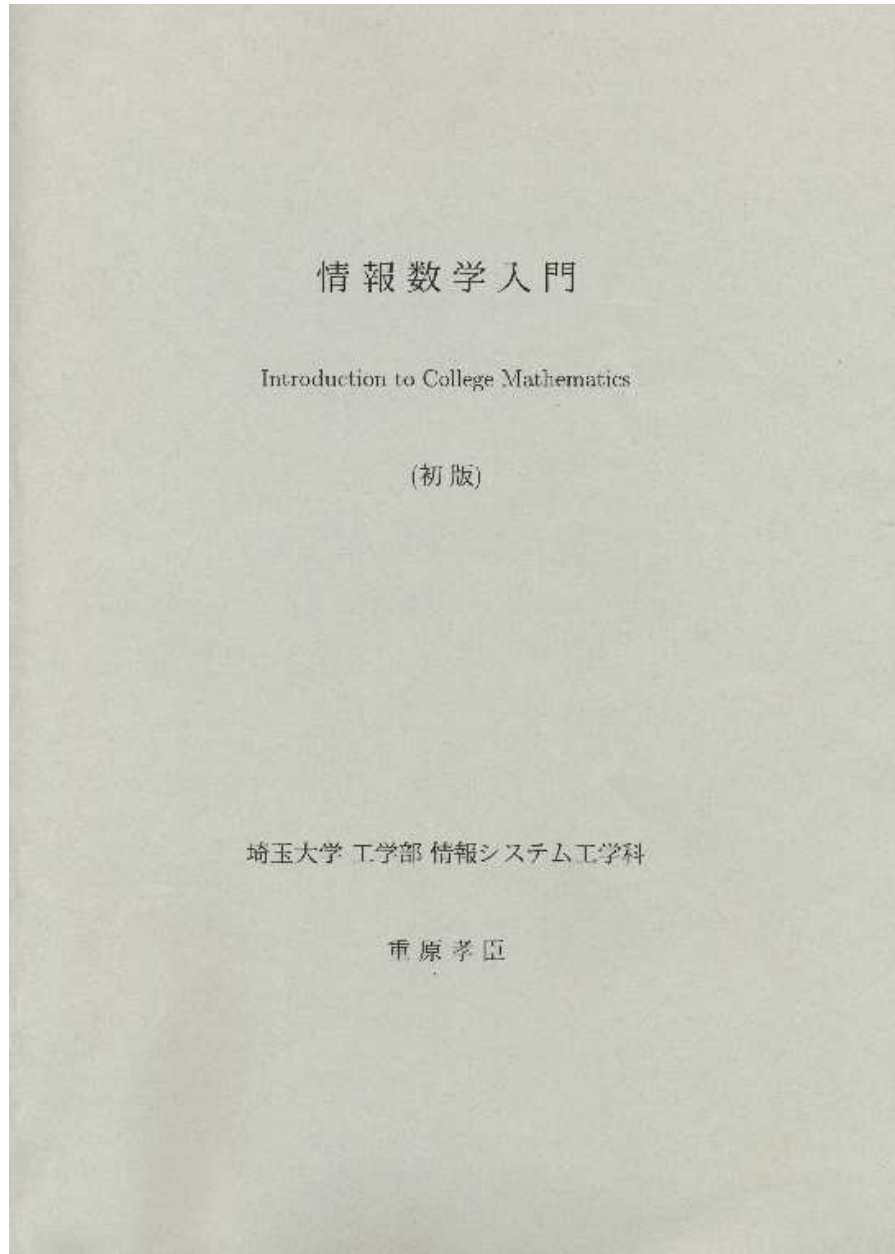 情報数学入門
Introduction to College Mathematics
(初版)
埼玉大学 工学部 情報システム工学科
重原孝臣